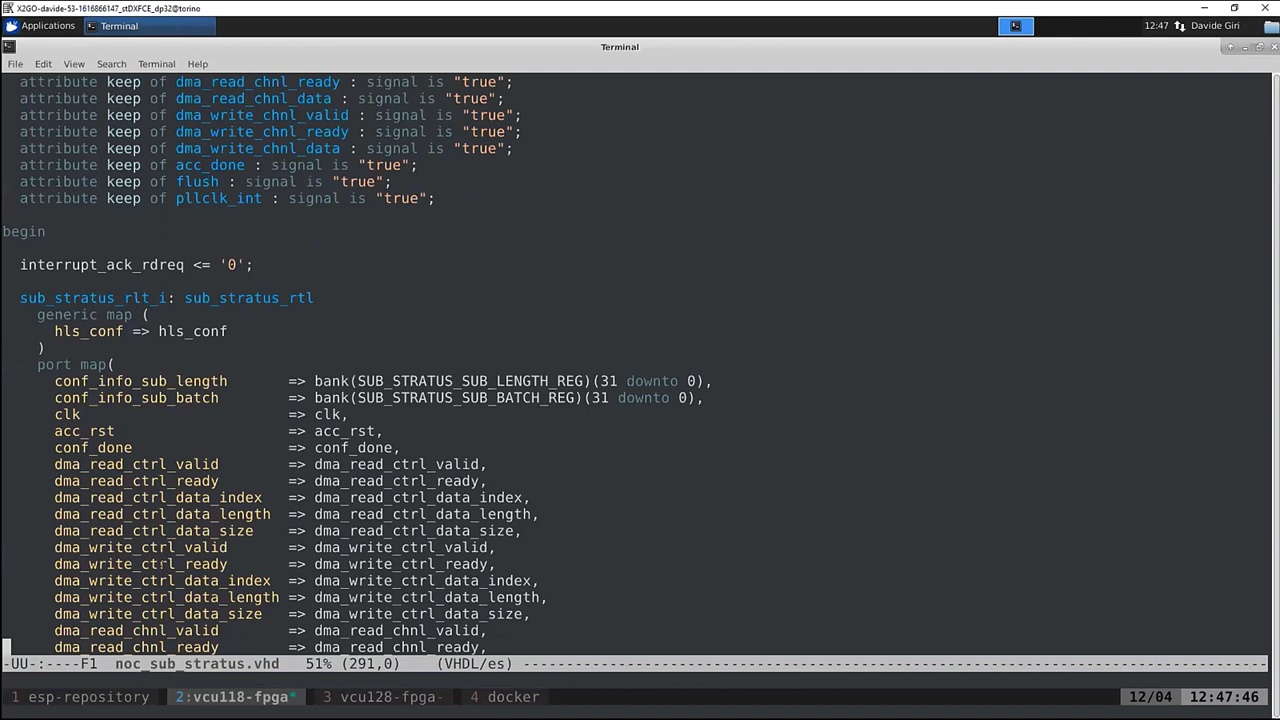 X2GO-davide-53-1616866147_stDXFCE_dp32@torino
Applications Terminal 12:47 Davide Giri
Terminal
File Edit View Search Terminal Help
attribute keep of dma_read_chnl_ready : signal is "true";
attribute keep of dma_read_chnl_data : signal is "true";
attribute keep of dma_write_chnl_valid : signal is "true";
attribute keep of dma_write_chnl_ready : signal is "true";
attribute keep of dma_write_chnl_data : signal is "true";
attribute keep of acc_done : signal is "true";
attribute keep of flush : signal is "true";
attribute keep of pllclk_int : signal is "true";
begin
interrupt_ack_rdreq <= '0';
sub_stratus_rlt_i: sub_stratus_rtl
generic map (
hls_conf => hls_conf
)
port map(
conf_info_sub_length => bank(SUB_STRATUS_SUB_LENGTH_REG)(31 downto 0),
conf_info_sub_batch => bank(SUB_STRATUS_SUB_BATCH_REG)(31 downto 0),
clk => clk,
acc_rst => acc_rst,
conf_done => conf_done,
dma_read_ctrl_valid => dma_read_ctrl_valid,
dma_read_ctrl_ready => dma_read_ctrl_ready,
dma_read_ctrl_data_index => dma_read_ctrl_data_index,
dma_read_ctrl_data_length => dma_read_ctrl_data_length,
dma_read_ctrl_data_size => dma_read_ctrl_data_size,
dma_write_ctrl_valid => dma_write_ctrl_valid,
dma_write_ctrl_ready => dma_write_ctrl_ready,
dma_write_ctrl_data_index => dma_write_ctrl_data_index,
dma_write_ctrl_data_length => dma_write_ctrl_data_length,
dma_write_ctrl_data_size => dma_write_ctrl_data_size,
dma_read_chnl_valid => dma_read_chnl_valid,
dma_read_chnl_ready => dma_read_chnl_ready,
-UU-:----F1 noc_sub_stratus.vhd 51% (291,0) (VHDL/es) ----------
1 esp-repository 2:vcu118-fpga* 3 vcu128-fpga- 4 docker 12/04 12:47:46